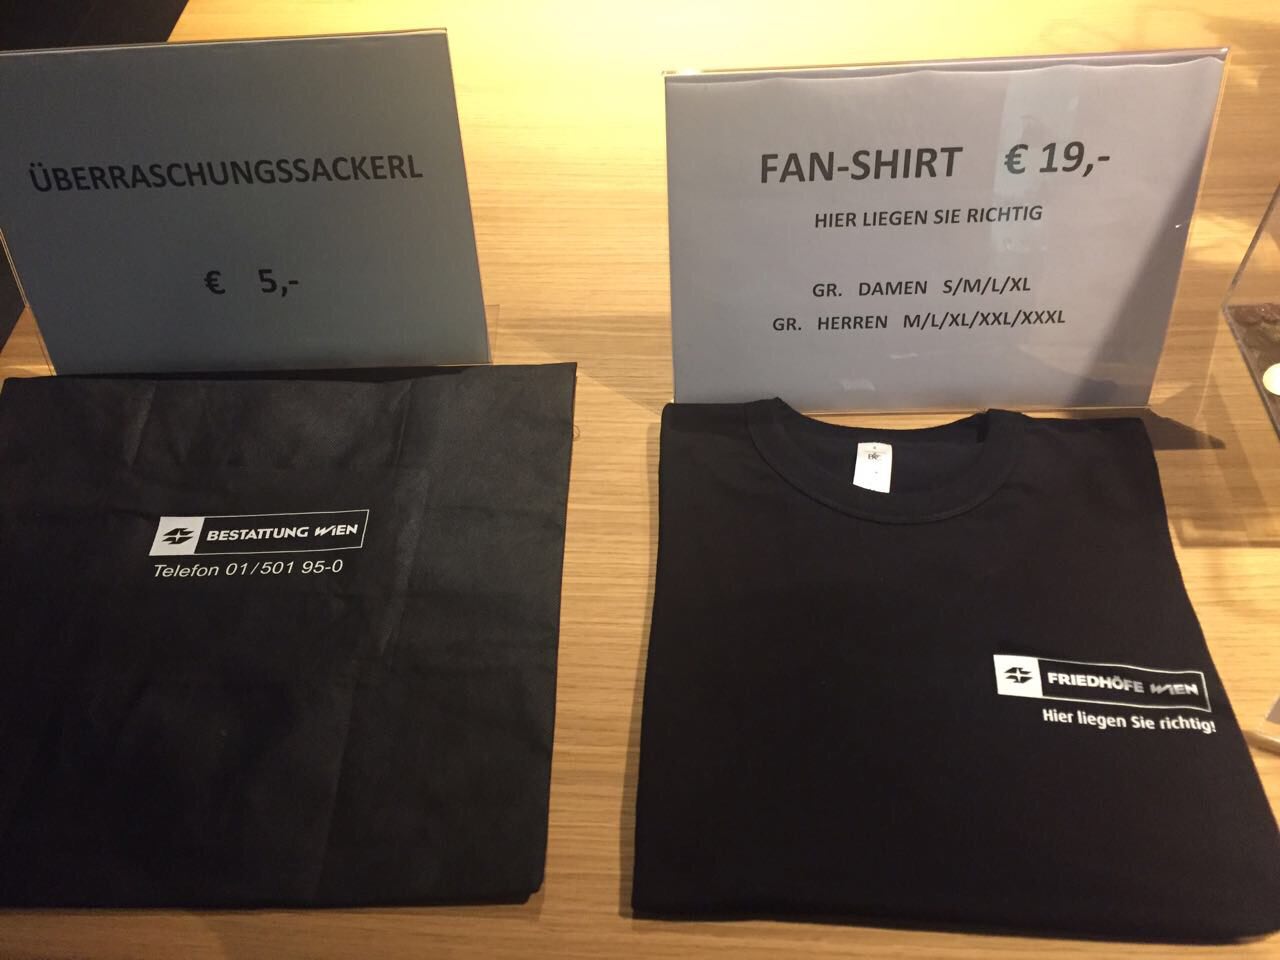 ÜBERRASCHUNGSSACKERL
€ 5,-
BESTATTUNG WIEN
Telefon 01/501 95-0
FAN-SHIRT € 19,-
HIER LIEGEN SIE RICHTIG
GR. DAMEN S/M/L/XL
GR. HERREN M/L/XL/XXL/XXXL
FRIEDHÖFE WIEN
Hier liegen Sie richtig!